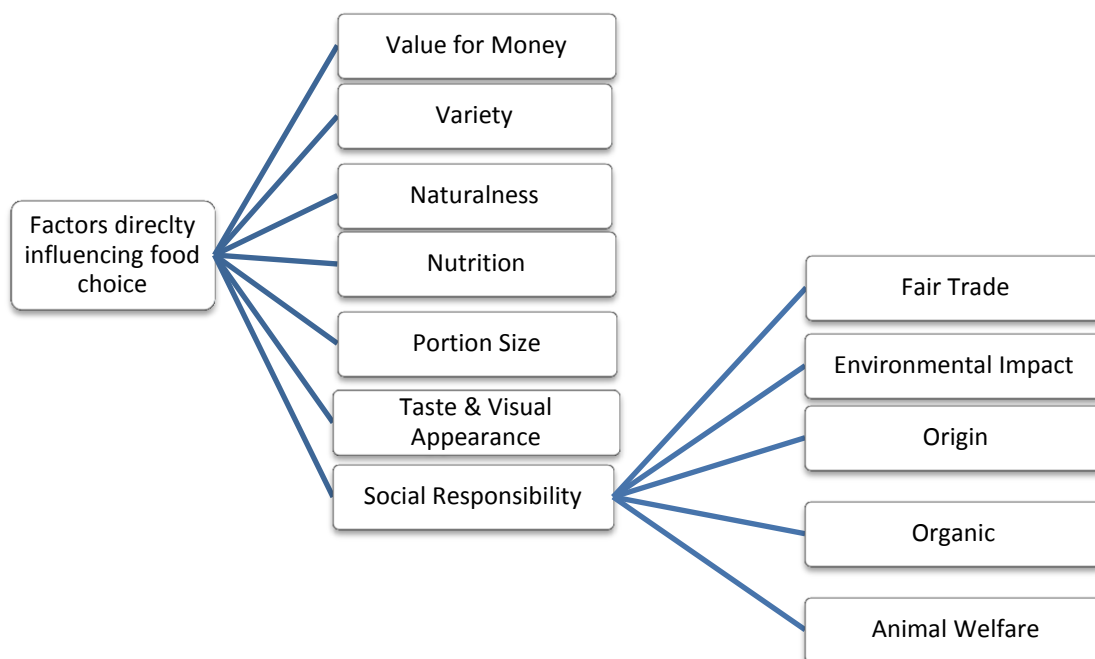 Factors direclty
influencing food
choice
Value for Money
Variety
Naturalness
Nutrition
Portion Size
Taste & Visual
Appearance
Social Responsibility
Fair Trade
Environmental Impact
Origin
Organic
Animal Welfare